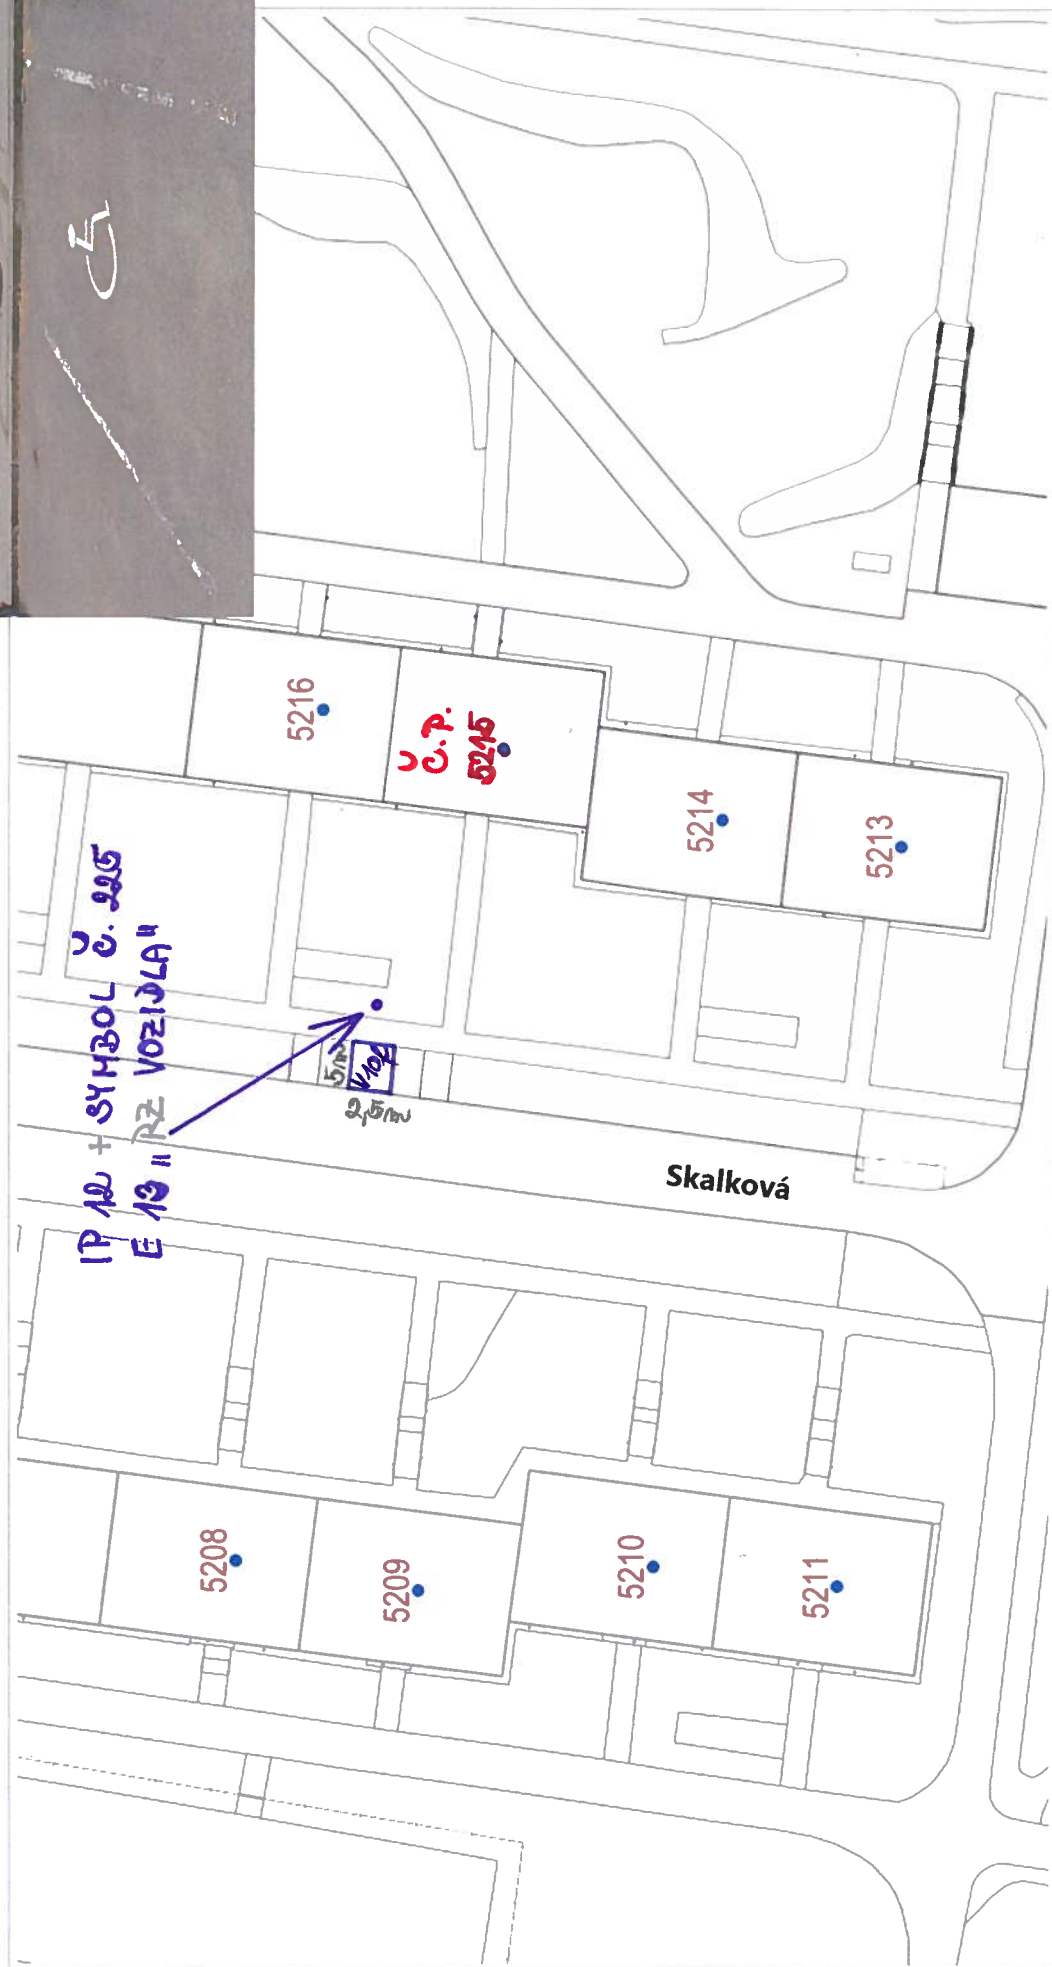 IP 12 + SYMBOL Č. 225
E 13 "RZ VOZIDLA"
5216
Č.P.
5215
5214
5213
5m
V10f
2,5m
Skalková
5208
5209
5210
5211